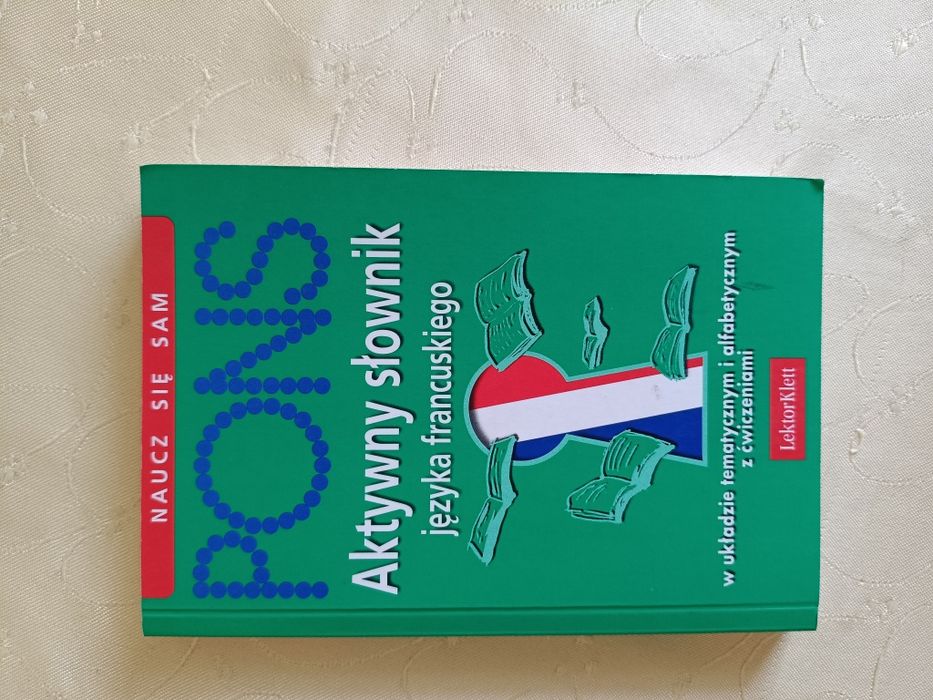 NAUCZ SIĘ SAM
PONS
Aktywny słownik
języka francuskiego
w układzie tematycznym i alfabetycznym
z ćwiczeniami
LektorKlett